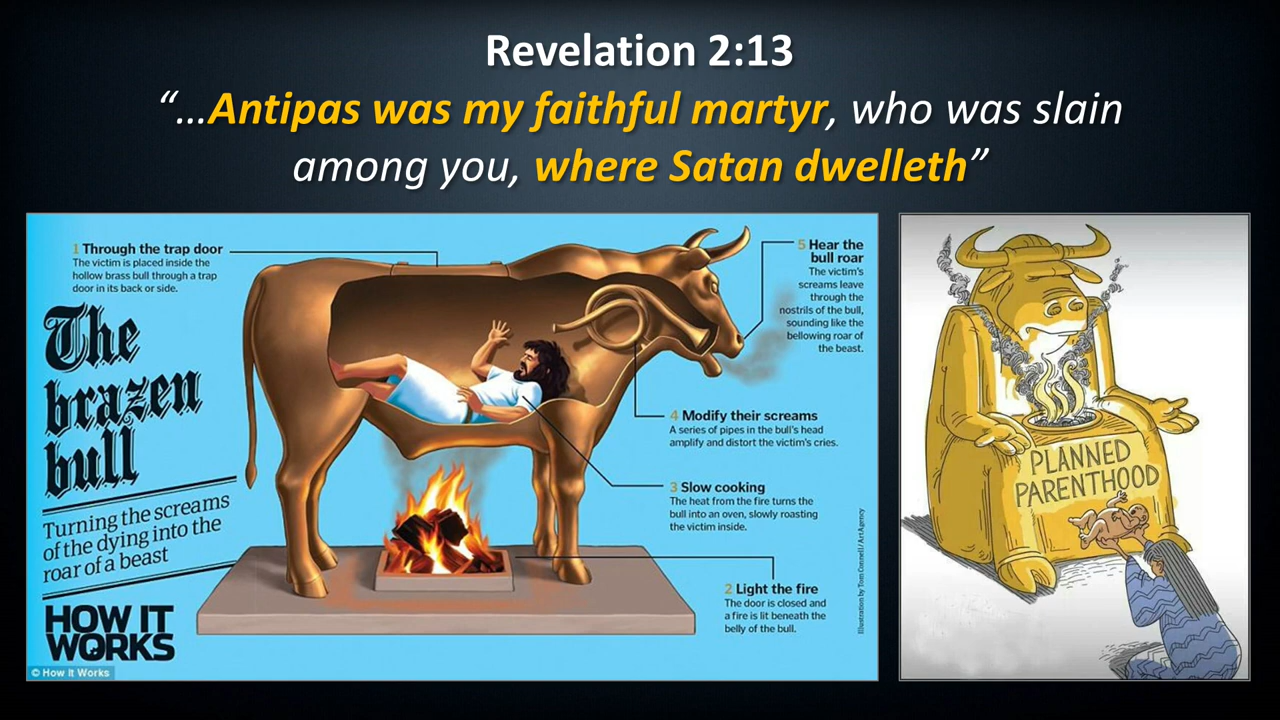 Revelation 2:13
“…Antipas was my faithful martyr, who was slain
among you, where Satan dwelleth”
1 Through the trap door
The victim is placed inside the
hollow brass bull through a trap
door in its back or side.
The
brazen
bull
Turning the screams
of the dying into the
roar of a beast
HOW IT
WORKS
© How It Works
5 Hear the
bull roar
The victim’s
screams leave
through the
nostrils of the bull,
sounding like the
bellowing roar of
the beast.
4 Modify their screams
A series of pipes in the bull’s head
amplify and distort the victim’s cries.
3 Slow cooking
The heat from the fire turns the
bull into an oven, slowly roasting
the victim inside.
2 Light the fire
The door is closed and
a fire is lit beneath the
belly of the bull.
Illustration by Tom Connell / Art Agency
PLANNED
PARENTHOOD